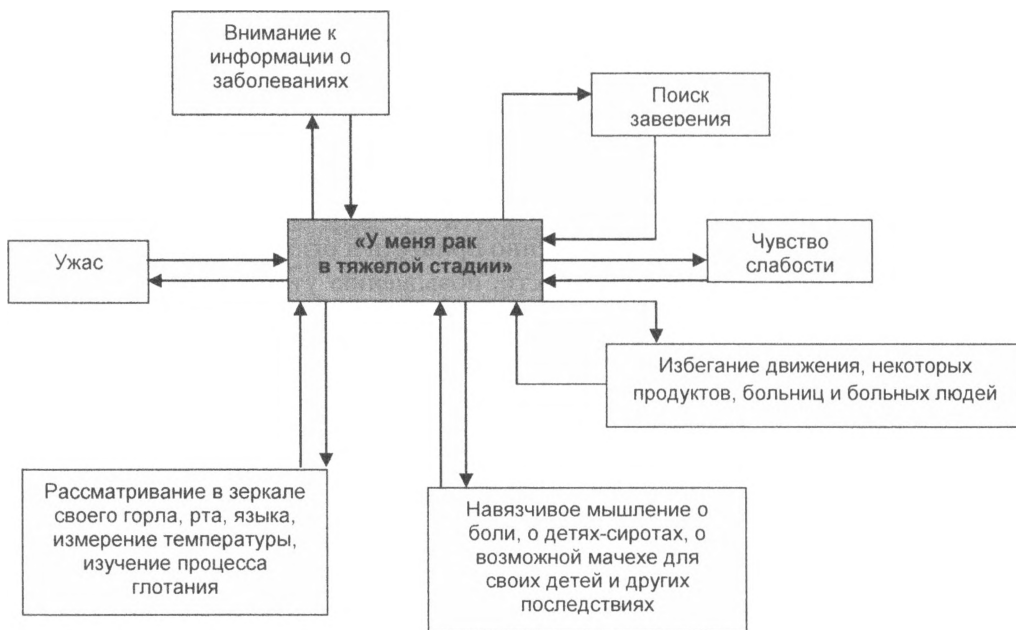 Внимание к
информации о
заболеваниях
Поиск
заверения
Ужас
«У меня рак
в тяжелой стадии»
Чувство
слабости
Избегание движения, некоторых
продуктов, больниц и больных людей
Рассматривание в зеркале
своего горла, рта, языка,
измерение температуры,
изучение процесса
глотания
Навязчивое мышление о
боли, о детях-сиротах, о
возможной мачехе для
своих детей и других
последствиях